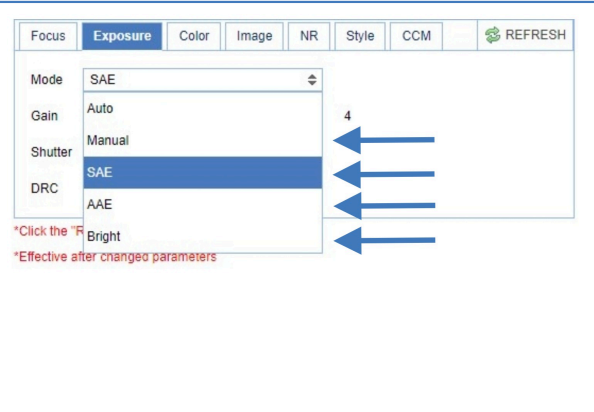 Focus Exposure Color Image NR Style CCM REFRESH
Mode SAE
Auto
Gain 4
Manual
Shutter
SAE
DRC
AAE
*Click the "R
Bright
*Effective after changed parameters